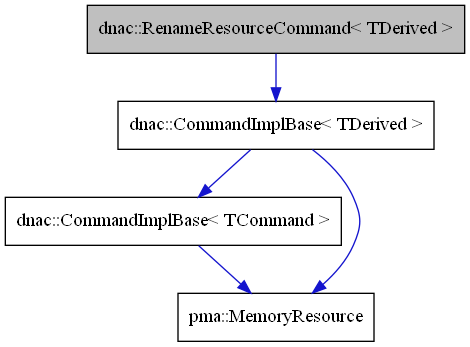 dnac::RenameResourceCommand< TDerived >
dnac::CommandImplBase< TDerived >
dnac::CommandImplBase< TCommand >
pma::MemoryResource